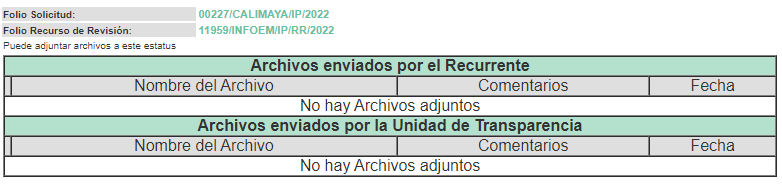 Folio Solicitud: 00227/CALIMAYA/IP/2022
Folio Recurso de Revisión: 11959/INFOEM/IP/RR/2022
Puede adjuntar archivos a este estatus
Archivos enviados por el Recurrente
Nombre del Archivo Comentarios Fecha
No hay Archivos adjuntos
Archivos enviados por la Unidad de Transparencia
Nombre del Archivo Comentarios Fecha
No hay Archivos adjuntos